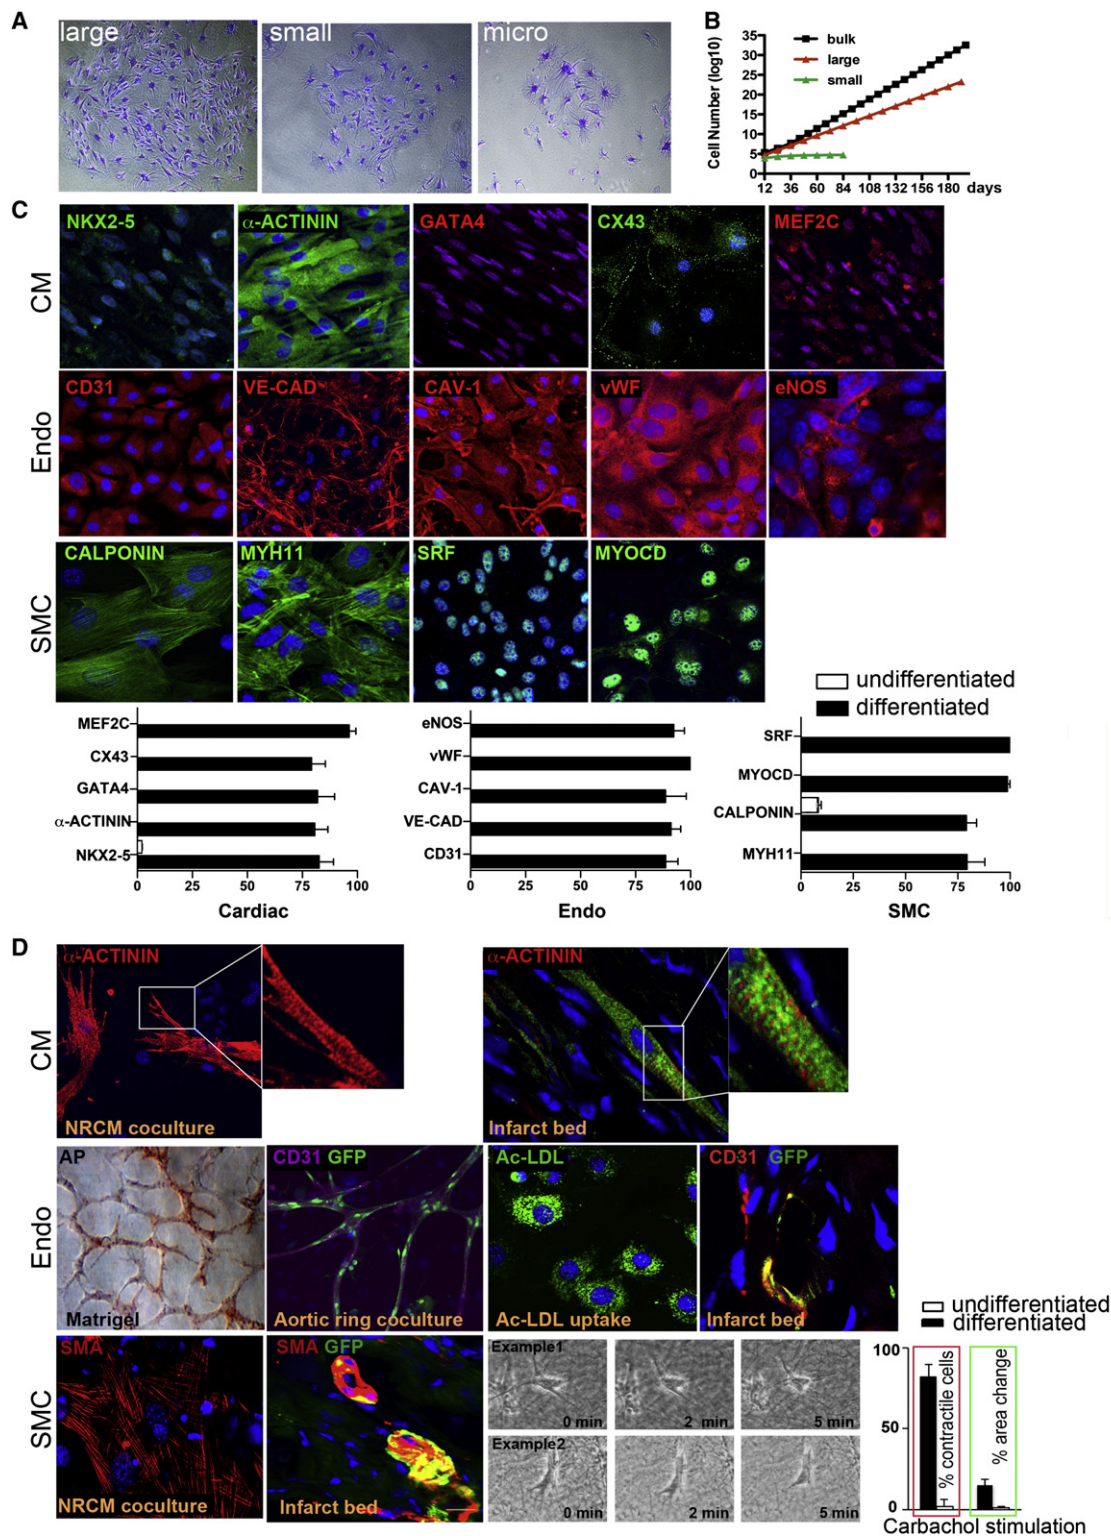 A
large
small
micro
B
35
30
25
20
15
10
5
0
Cell Number (log10)
bulk
large
small
12 36 60 84 108 132 156 180 days
C
CM
NKX2-5
α-ACTININ
GATA4
CX43
MEF2C
Endo
CD31
VE-CAD
CAV-1
vWF
eNOS
SMC
CALPONIN
MYH11
SRF
MYOCD
undifferentiated
differentiated
MEF2C
CX43
GATA4
α-ACTININ
NKX2-5
0 25 50 75 100
Cardiac
eNOS
vWF
CAV-1
VE-CAD
CD31
0 25 50 75 100
Endo
SRF
MYOCD
CALPONIN
MYH11
0 25 50 75 100
SMC
D
CM
α-ACTININ
NRCM coculture
α-ACTININ
Infarct bed
Endo
AP
Matrigel
CD31 GFP
Aortic ring coculture
Ac-LDL
Ac-LDL uptake
CD31 GFP
Infarct bed
SMC
SMA
NRCM coculture
SMA GFP
Infarct bed
Example1
0 min
2 min
5 min
Example2
0 min
2 min
5 min
undifferentiated
differentiated
100
50
0
% contractile cells
% area change
Carbachol stimulation